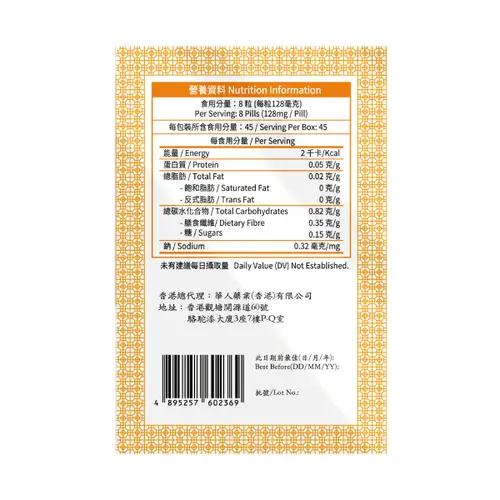 營養資料 Nutrition Information
食用分量：8 粒 (每粒128毫克)
Per Serving: 8 Pills (128mg / Pill)
每包裝所含食用分量：45 / Serving Per Box: 45
每食用分量 / Per Serving
能量 / Energy 2 千卡/Kcal
蛋白質 / Protein 0.05 克/g
總脂肪 / Total Fat 0.02 克/g
- 飽和脂肪 / Saturated Fat 0 克/g
- 反式脂肪 / Trans Fat 0 克/g
總碳水化合物 / Total Carbohydrates 0.82 克/g
- 膳食纖維/ Dietary Fibre 0.35 克/g
- 糖 / Sugars 0.15 克/g
鈉 / Sodium 0.32 毫克/mg
未有建議每日攝取量 Daily Value (DV) Not Established.
香港總代理：華人藥業(香港)有限公司
地址：香港觀塘開源道60號
駱駝漆大廈3座7樓P-Q室
此日期前最佳(日/月/年):
Best Before(DD/MM/YY):
批號/Lot No.:
4 895257 602369